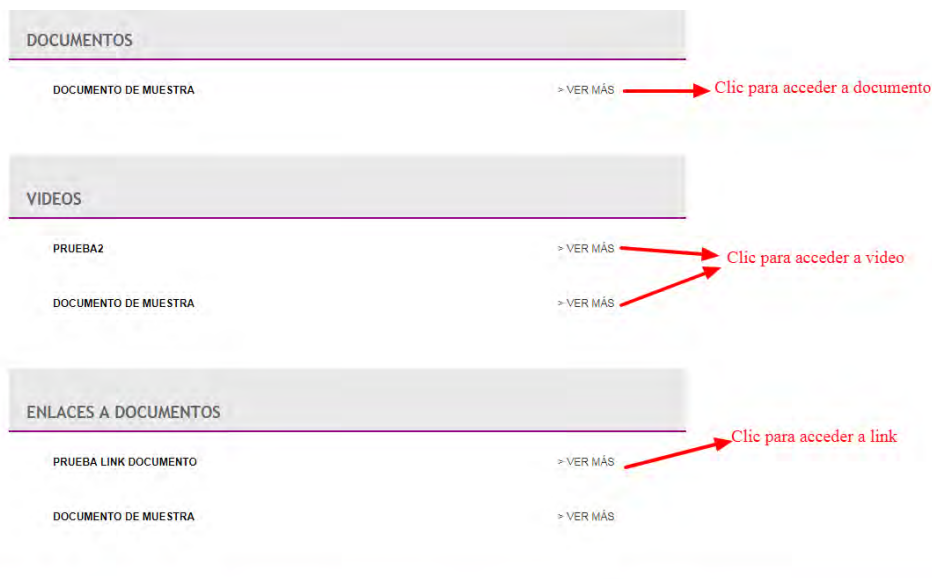 DOCUMENTOS
DOCUMENTO DE MUESTRA > VER MÁS Clic para acceder a documento
VIDEOS
PRUEBA2 > VER MÁS
Clic para acceder a video
DOCUMENTO DE MUESTRA > VER MÁS
ENLACES A DOCUMENTOS
Clic para acceder a link
PRUEBA LINK DOCUMENTO > VER MÁS
DOCUMENTO DE MUESTRA > VER MÁS